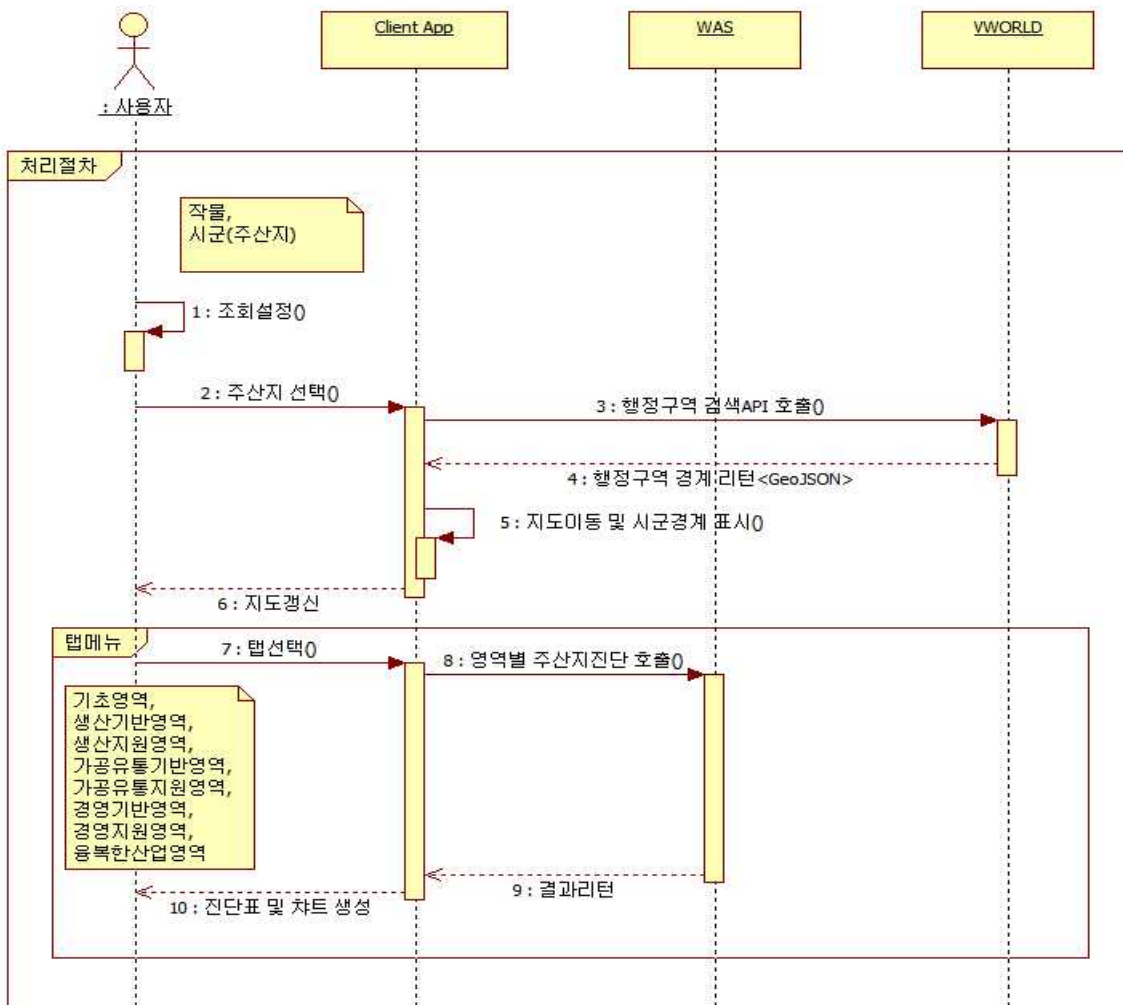 Client App
WAS
VWORLD
: 사용자
처리절차
작물,
시군(주산지)
1 : 조회설정()
2 : 주산지 선택()
3 : 행정구역 검색API 호출()
4 : 행정구역 경계 리턴<GeoJSON>
5 : 지도이동 및 시군경계 표시()
6 : 지도갱신
탭메뉴
7 : 탭선택()
8 : 영역별 주산지진단 호출()
기초영역,
생산기반영역,
생산지원영역,
가공유통기반영역,
가공유통지원영역,
경영기반영역,
경영지원영역,
융복한산업영역
9 : 결과리턴
10 : 진단표 및 챠트 생성